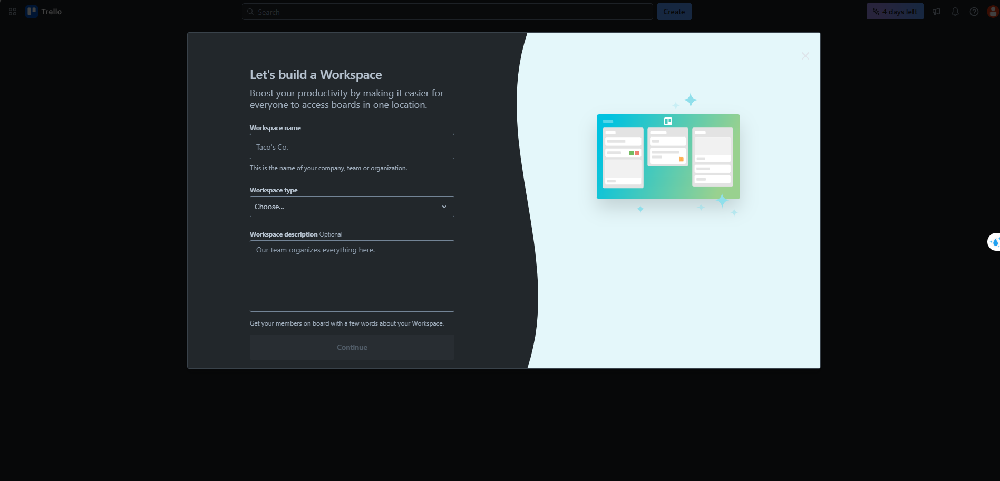 Trello
Search
Create
4 days left
Let's build a Workspace
Boost your productivity by making it easier for
everyone to access boards in one location.
Workspace name
Taco's Co.
This is the name of your company, team or organization.
Workspace type
Choose...
Workspace description Optional
Our team organizes everything here.
Get your members on board with a few words about your Workspace.
Continue